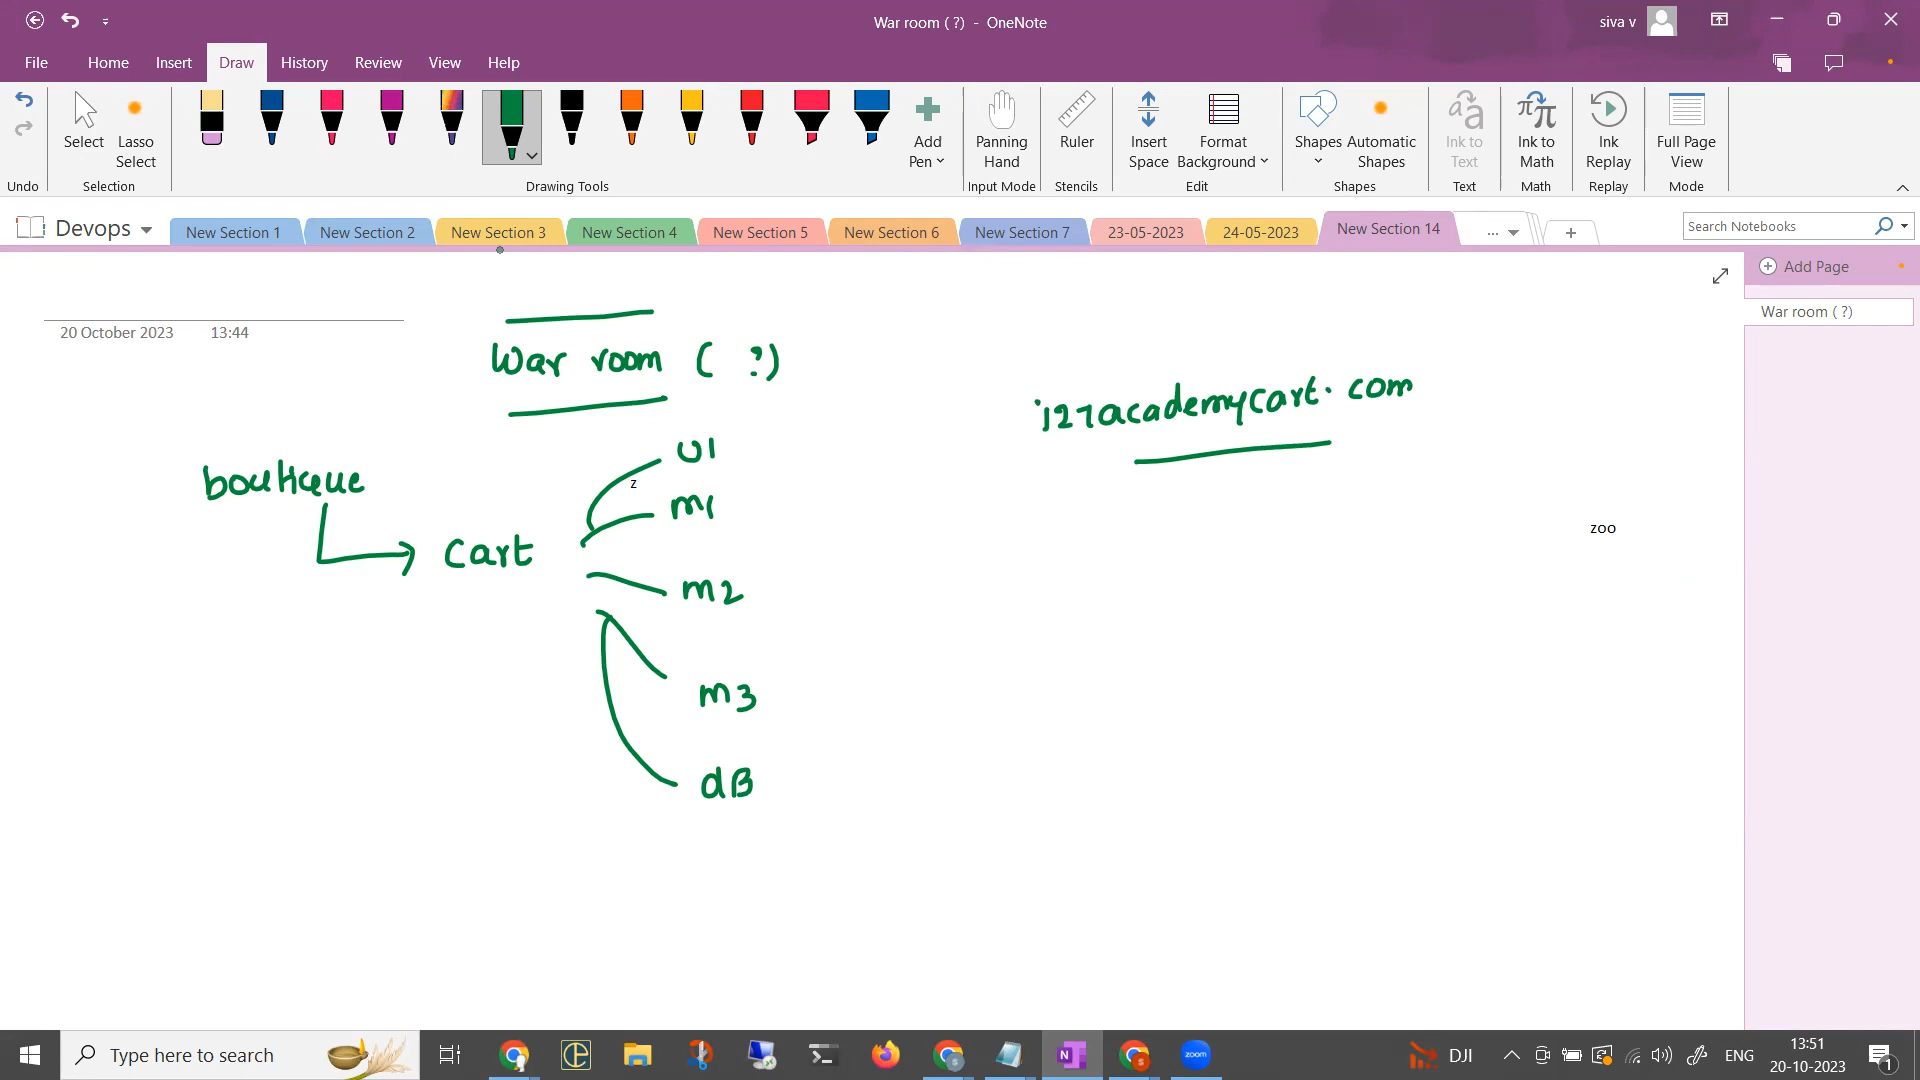 War room ( ?) - OneNote
siva v
File Home Insert Draw History Review View Help
Select
Lasso Select
Add Pen
Panning Hand
Ruler
Insert Space
Format Background
Shapes
Automatic Shapes
Ink to Text
Ink to Math
Ink Replay
Full Page View
Undo Selection Drawing Tools Input Mode Stencils Edit Shapes Text Math Replay Mode
Devops
New Section 1 New Section 2 New Section 3 New Section 4 New Section 5 New Section 6 New Section 7 23-05-2023 24-05-2023 New Section 14 ... +
Search Notebooks
Add Page
War room ( ?)
20 October 2023 13:44
War room ( ?)
i27academycart.com
UI
z
boutique
m1
zoo
Cart
m2
m3
dB
Type here to search
zoom
DJI
ENG
13:51
20-10-2023
1